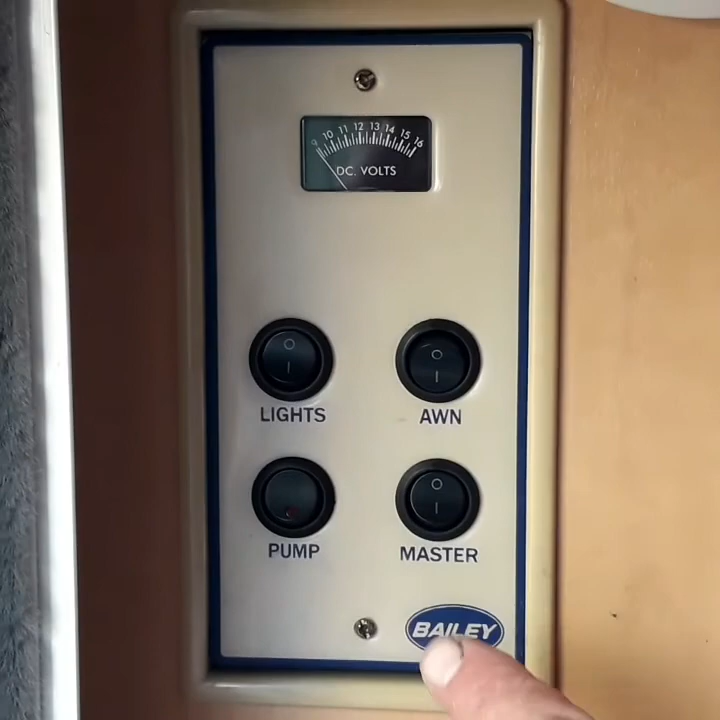 9 10 11 12 13 14 15 16
DC. VOLTS
O O
I I
LIGHTS AWN
O
I
PUMP MASTER
BAILEY